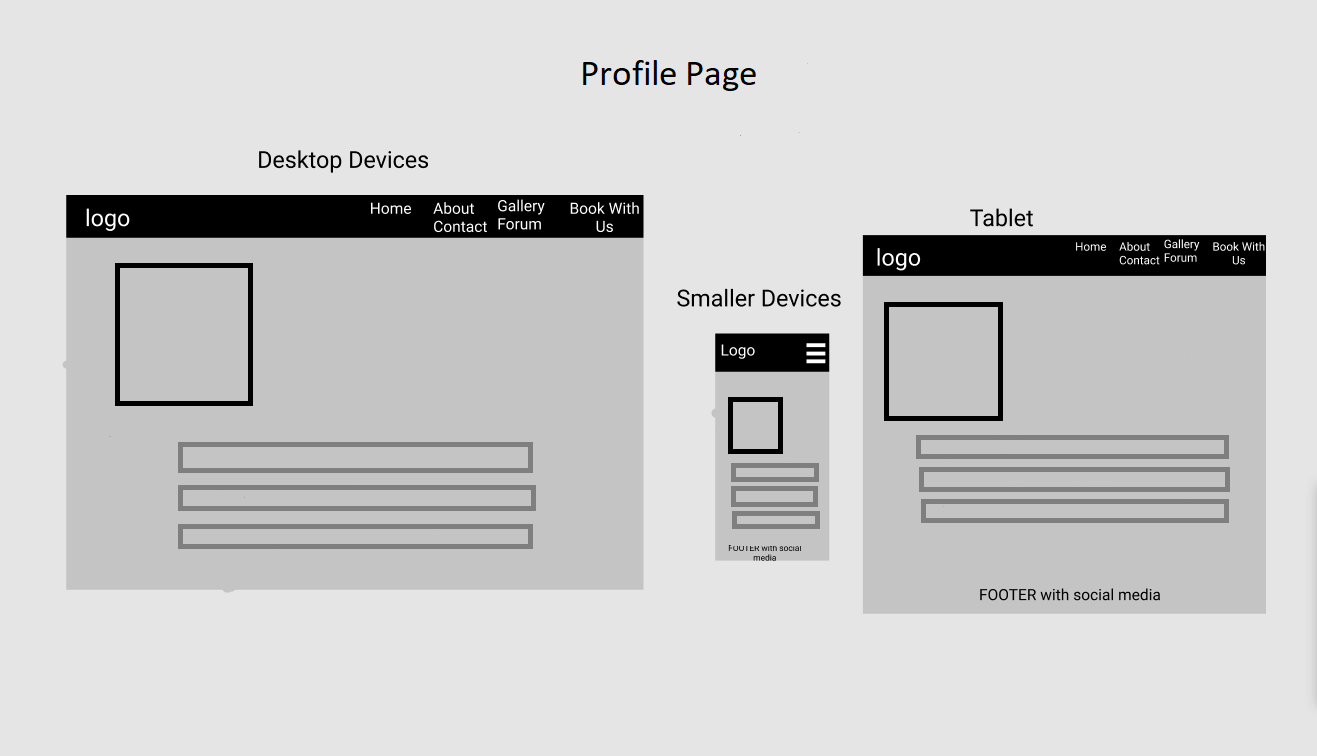 Profile Page
Desktop Devices
logo
Home
About
Contact
Gallery
Forum
Book With
Us
Smaller Devices
Logo
FOOTER with social
media
Tablet
logo
Home
About
Contact
Gallery
Forum
Book With
Us
FOOTER with social media